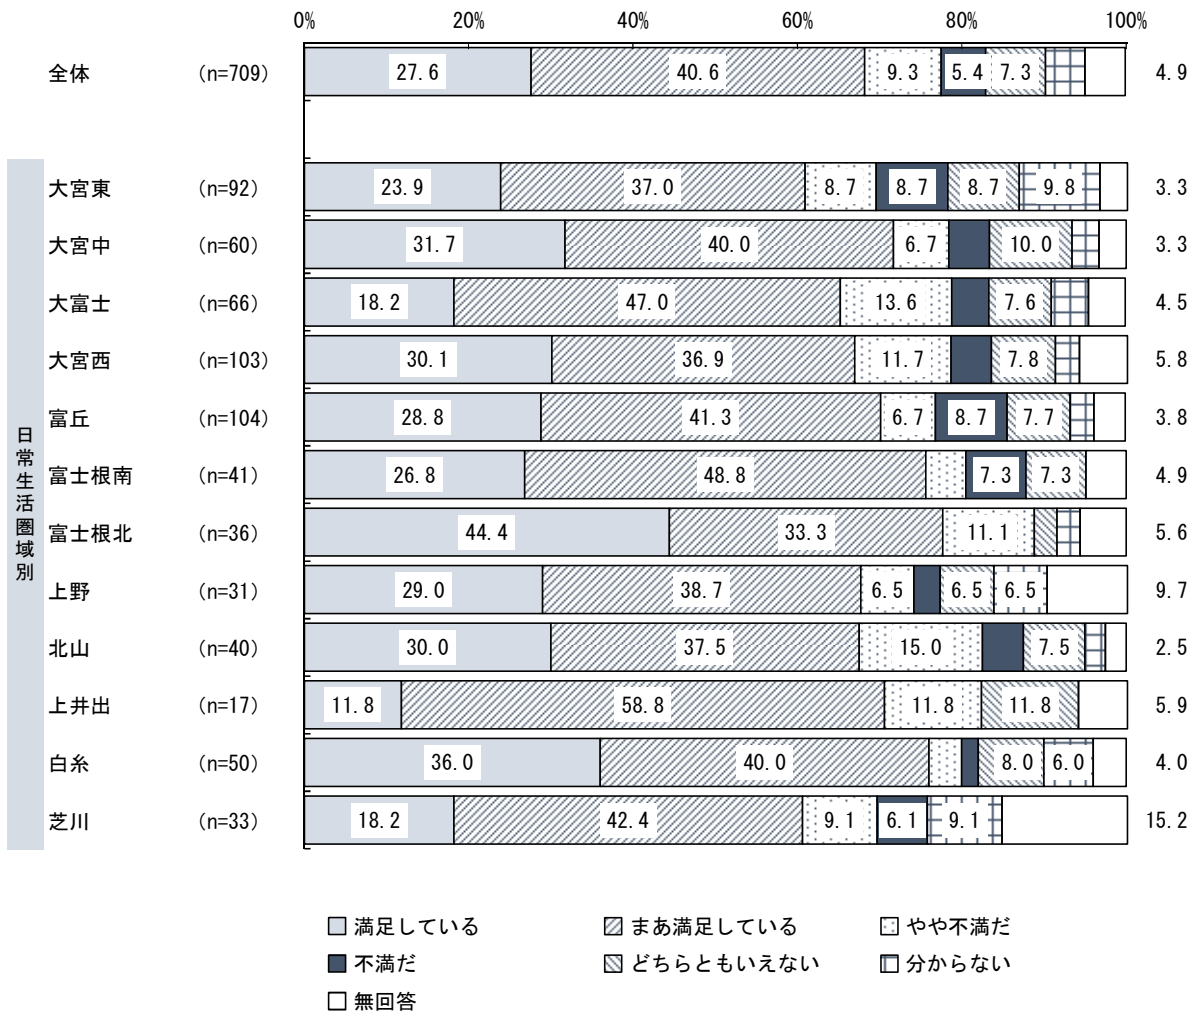 0% 20% 40% 60% 80% 100%
全体 (n=709) 27.6 40.6 9.3 5.4 7.3 4.9
日常生活圏域別
大宮東 (n=92) 23.9 37.0 8.7 8.7 8.7 9.8 3.3
大宮中 (n=60) 31.7 40.0 6.7 10.0 3.3
大富士 (n=66) 18.2 47.0 13.6 7.6 4.5
大宮西 (n=103) 30.1 36.9 11.7 7.8 5.8
富丘 (n=104) 28.8 41.3 6.7 8.7 7.7 3.8
富士根南 (n=41) 26.8 48.8 7.3 7.3 4.9
富士根北 (n=36) 44.4 33.3 11.1 5.6
上野 (n=31) 29.0 38.7 6.5 6.5 6.5 9.7
北山 (n=40) 30.0 37.5 15.0 7.5 2.5
上井出 (n=17) 11.8 58.8 11.8 11.8 5.9
白糸 (n=50) 36.0 40.0 8.0 6.0 4.0
芝川 (n=33) 18.2 42.4 9.1 6.1 9.1 15.2
満足している まあ満足している やや不満だ
不満だ どちらともいえない 分からない
無回答